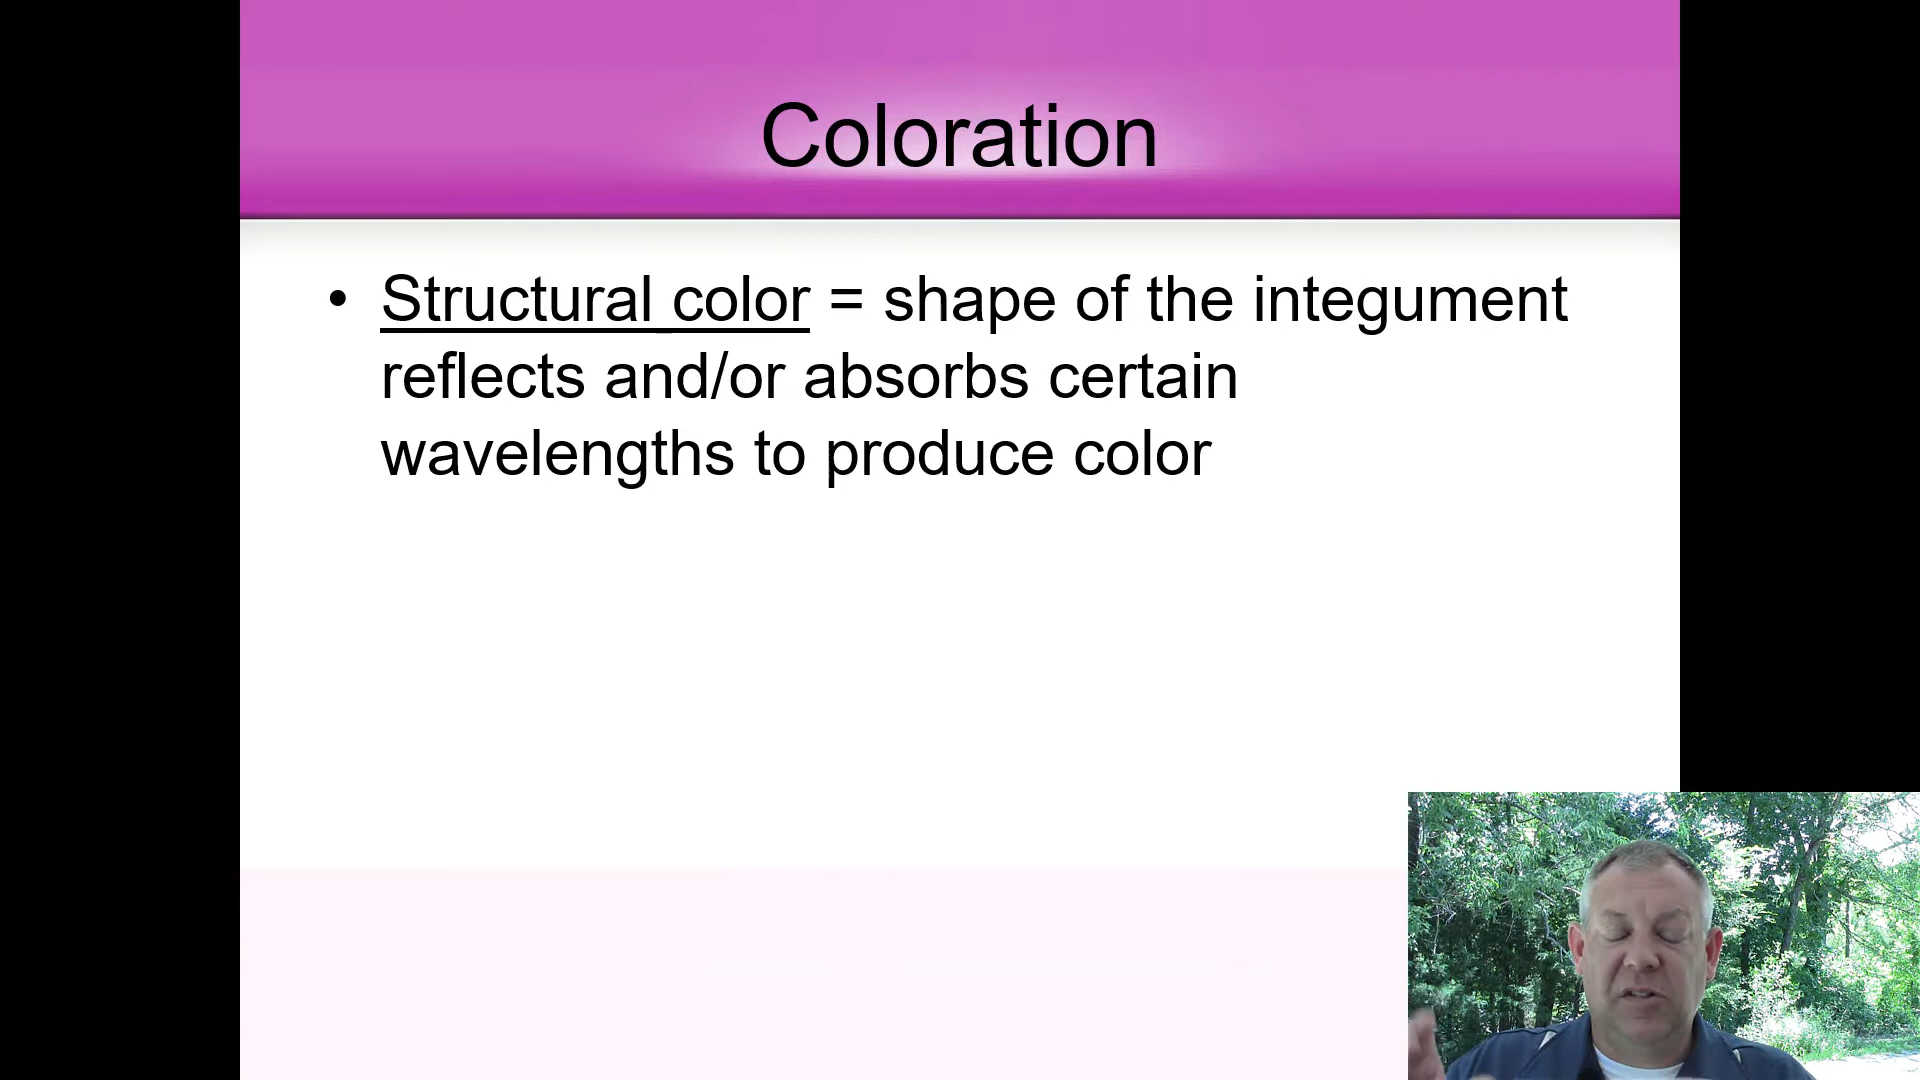 Coloration
• Structural color = shape of the integument
reflects and/or absorbs certain
wavelengths to produce color